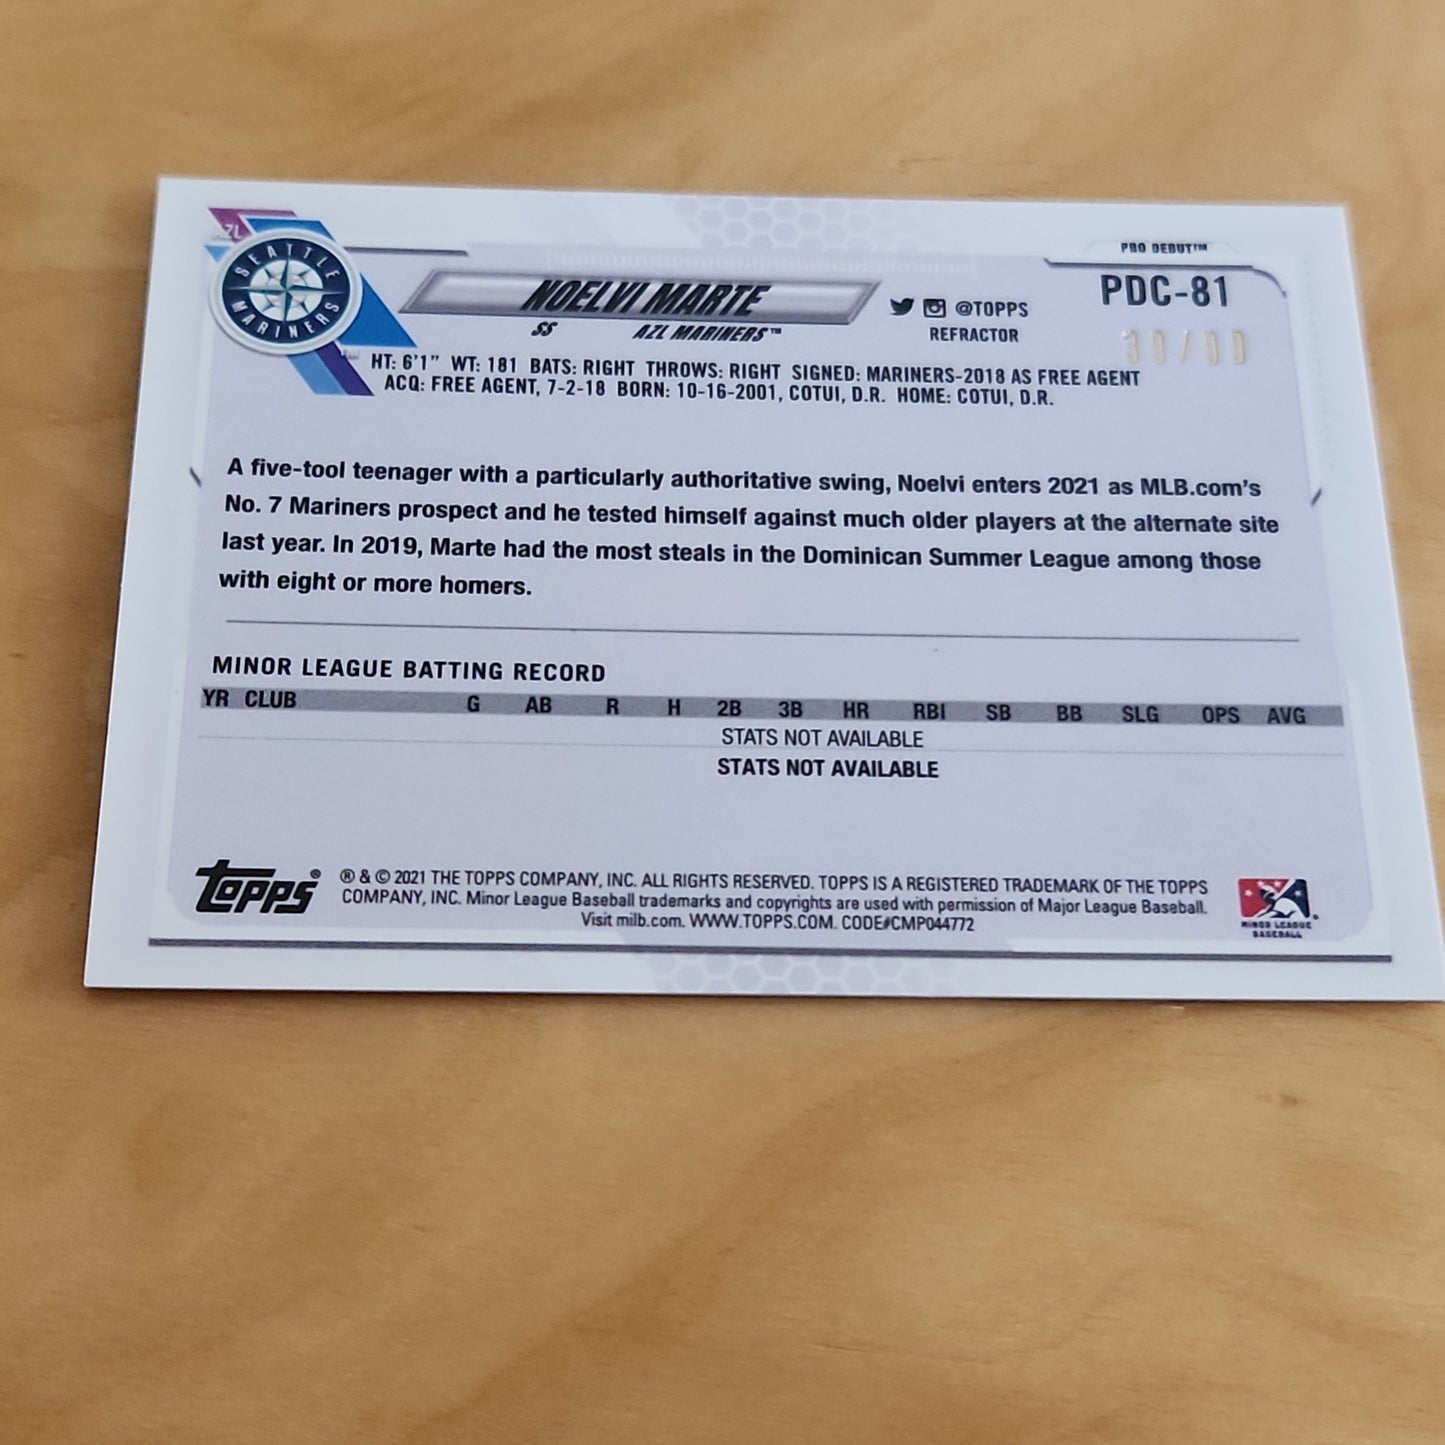 AZL
SEATTLE
MARINERS
PRO DEBUT™
NOELVI MARTE
PDC-81
@TOPPS
SS AZL MARINERS™
REFRACTOR
39/99
HT: 6'1" WT: 181 BATS: RIGHT THROWS: RIGHT SIGNED: MARINERS-2018 AS FREE AGENT
ACQ: FREE AGENT, 7-2-18 BORN: 10-16-2001, COTUI, D.R. HOME: COTUI, D.R.
A five-tool teenager with a particularly authoritative swing, Noelvi enters 2021 as MLB.com's
No. 7 Mariners prospect and he tested himself against much older players at the alternate site
last year. In 2019, Marte had the most steals in the Dominican Summer League among those
with eight or more homers.
MINOR LEAGUE BATTING RECORD
YR CLUB G AB R H 2B 3B HR RBI SB BB SLG OPS AVG
STATS NOT AVAILABLE
STATS NOT AVAILABLE
Topps®
® & © 2021 THE TOPPS COMPANY, INC. ALL RIGHTS RESERVED. TOPPS IS A REGISTERED TRADEMARK OF THE TOPPS
COMPANY, INC. Minor League Baseball trademarks and copyrights are used with permission of Major League Baseball.
Visit milb.com. WWW.TOPPS.COM. CODE#CMP044772
MINOR LEAGUE
BASEBALL